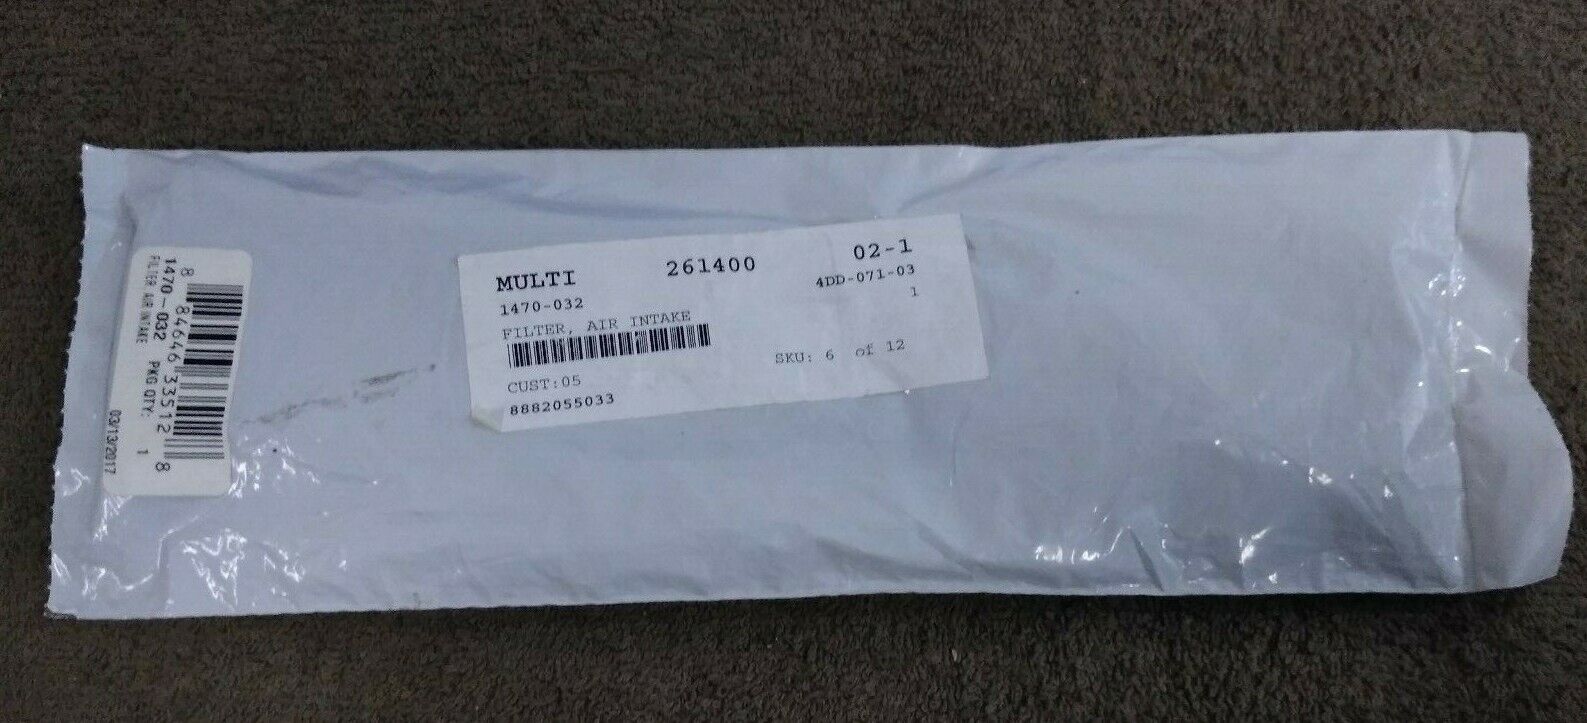 1470-032 PKG QTY: 1
FILTER AIR INTAKE
8 84646 33512 8
03/13/2017
MULTI 261400 02-1
1470-032 4DD-071-03
FILTER, AIR INTAKE 1
SKU: 6 of 12
CUST:05
8882055033